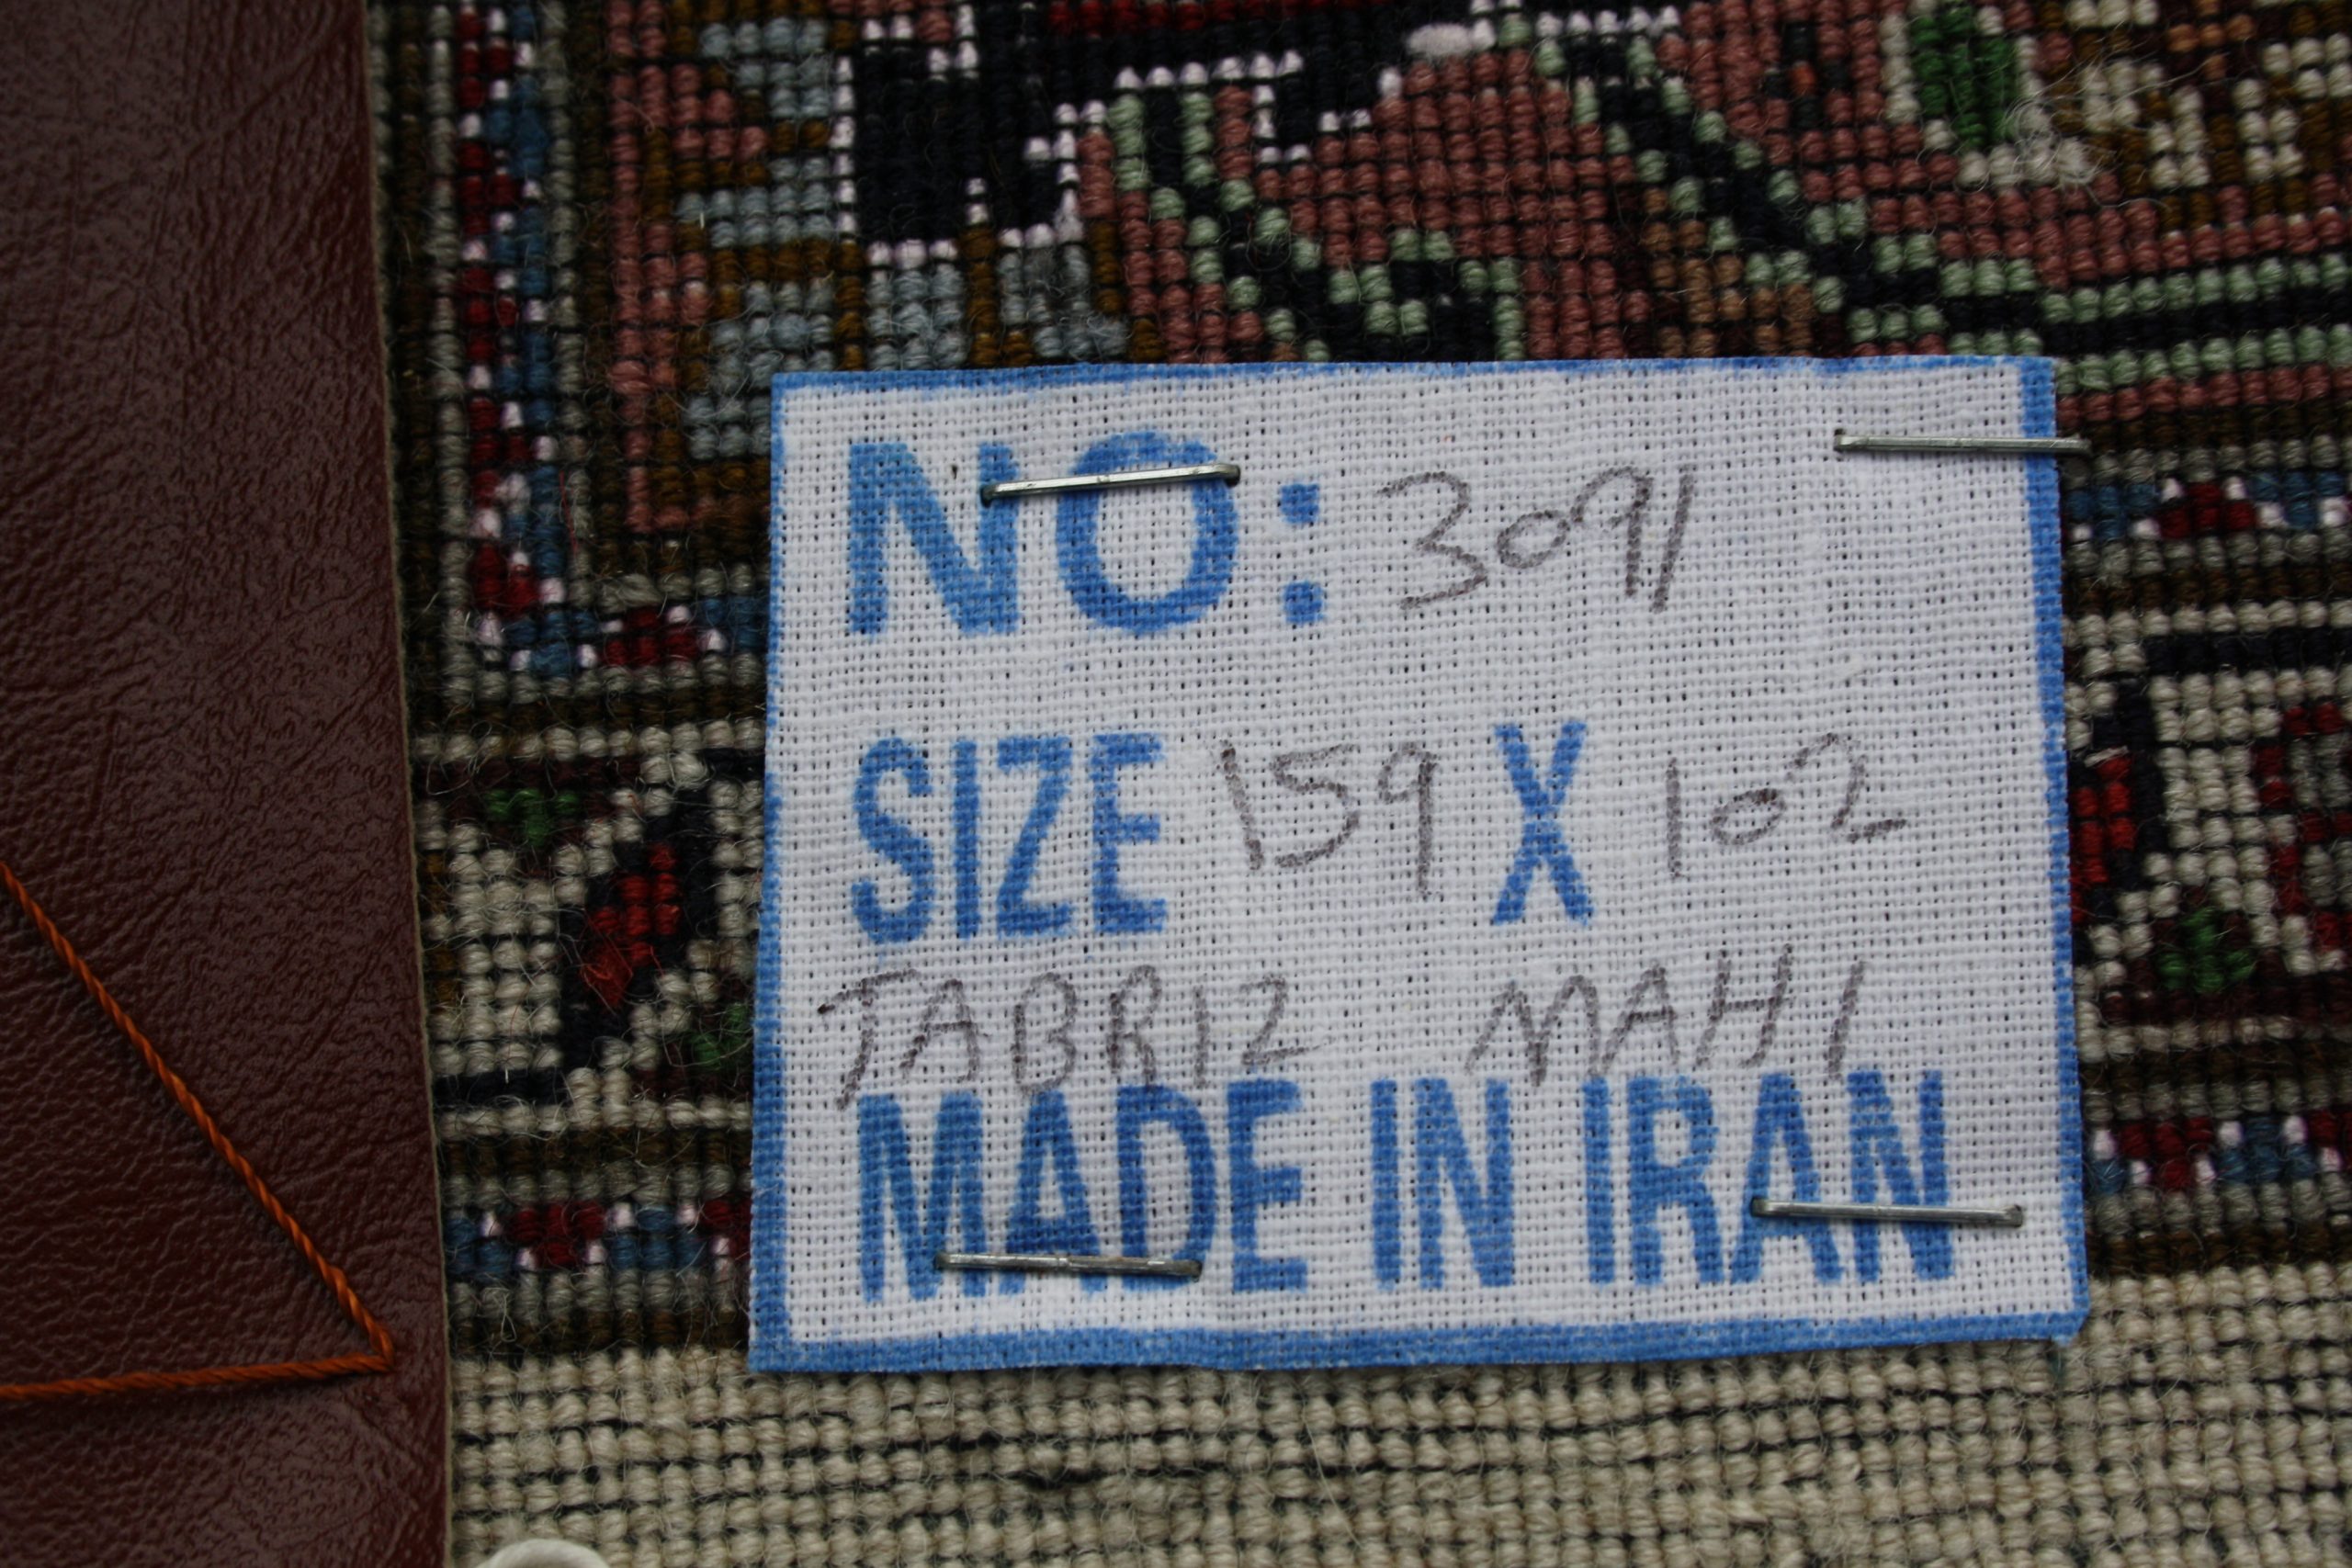 NO: 3091
SIZE 159 X 102
TABRIZ MAHI
MADE IN IRAN